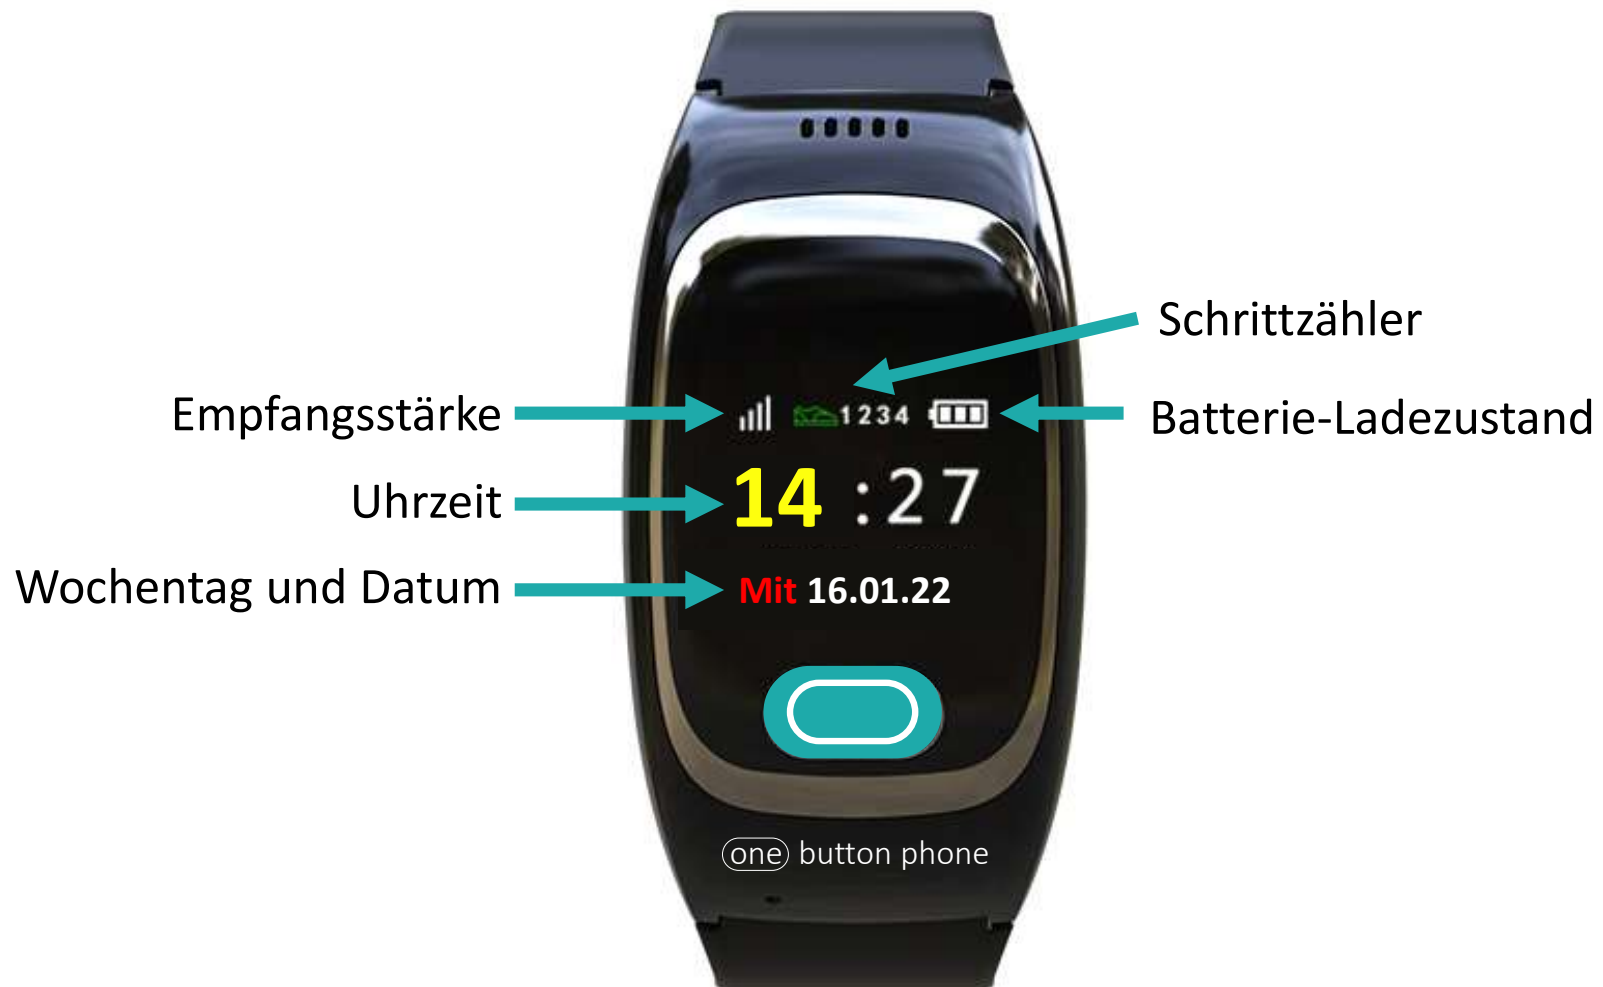 Schrittzähler
Empfangsstärke
1234
Batterie-Ladezustand
Uhrzeit
14 :27
Wochentag und Datum
Mit 16.01.22
one button phone